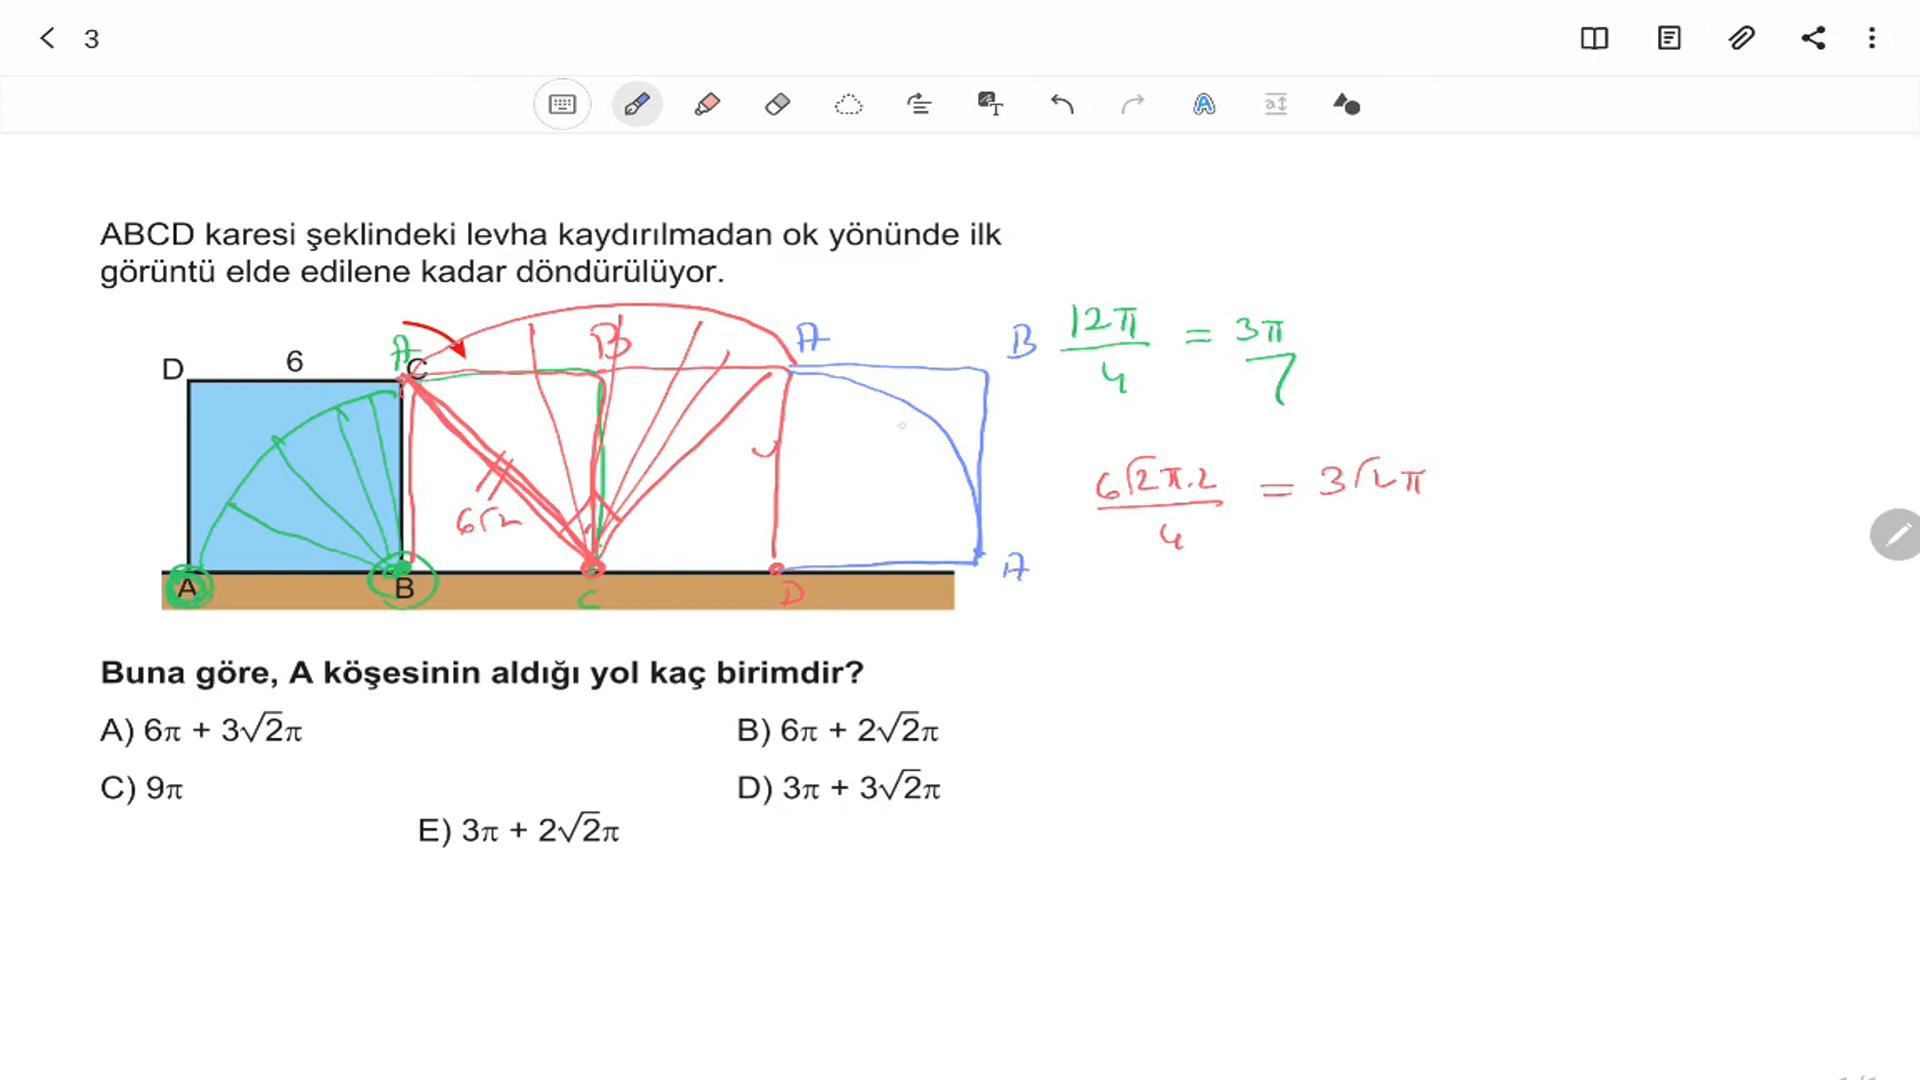 3
ABCD karesi şeklindeki levha kaydırılmadan ok yönünde ilk
görüntü elde edilene kadar döndürülüyor.
D 6 A C B A B
12π/4 = 3π
6√2π.2/4 = 3√2π
6√2
A B C D A
Buna göre, A köşesinin aldığı yol kaç birimdir?
A) 6π + 3√2π B) 6π + 2√2π
C) 9π D) 3π + 3√2π
E) 3π + 2√2π